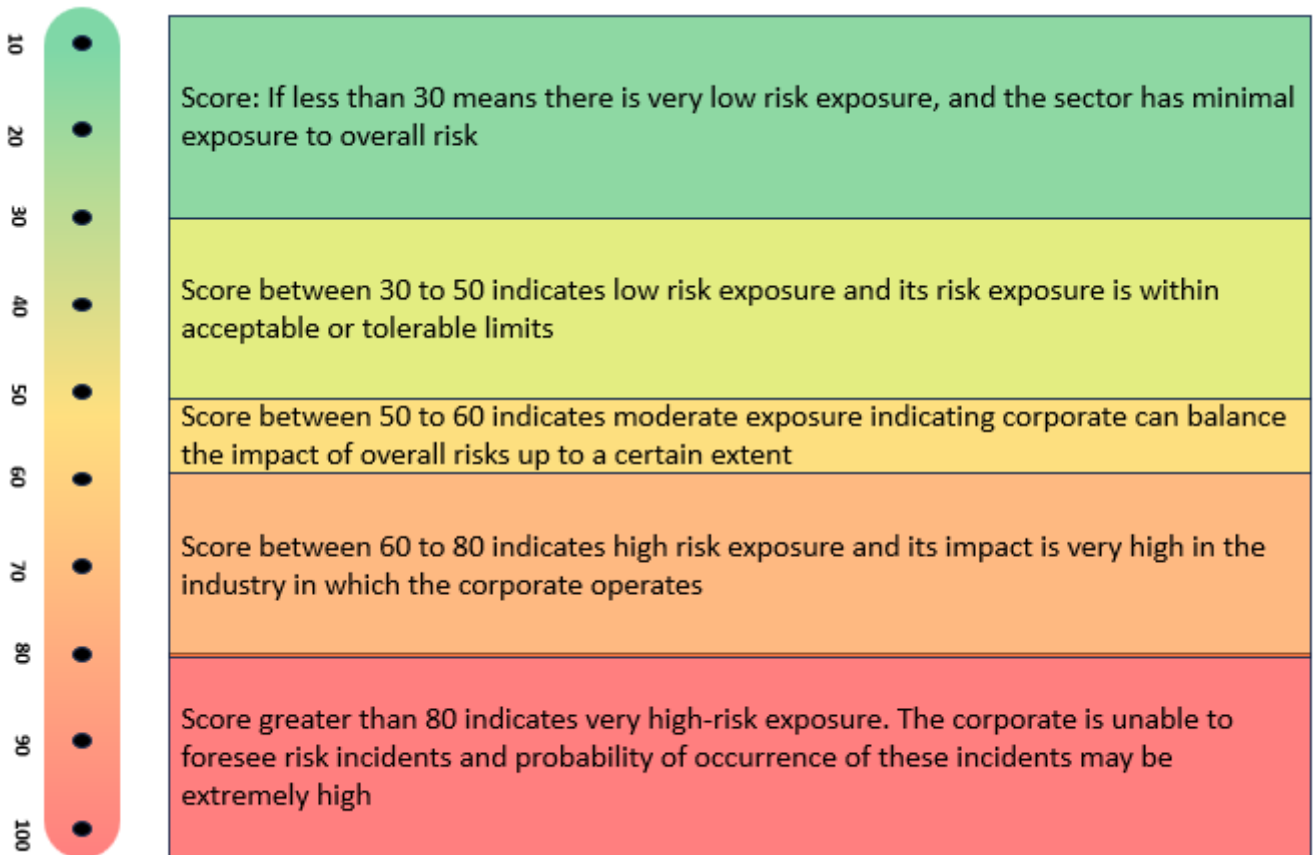 10
20
30
40
50
60
70
80
90
100
Score: If less than 30 means there is very low risk exposure, and the sector has minimal
exposure to overall risk
Score between 30 to 50 indicates low risk exposure and its risk exposure is within
acceptable or tolerable limits
Score between 50 to 60 indicates moderate exposure indicating corporate can balance
the impact of overall risks up to a certain extent
Score between 60 to 80 indicates high risk exposure and its impact is very high in the
industry in which the corporate operates
Score greater than 80 indicates very high-risk exposure. The corporate is unable to
foresee risk incidents and probability of occurrence of these incidents may be
extremely high